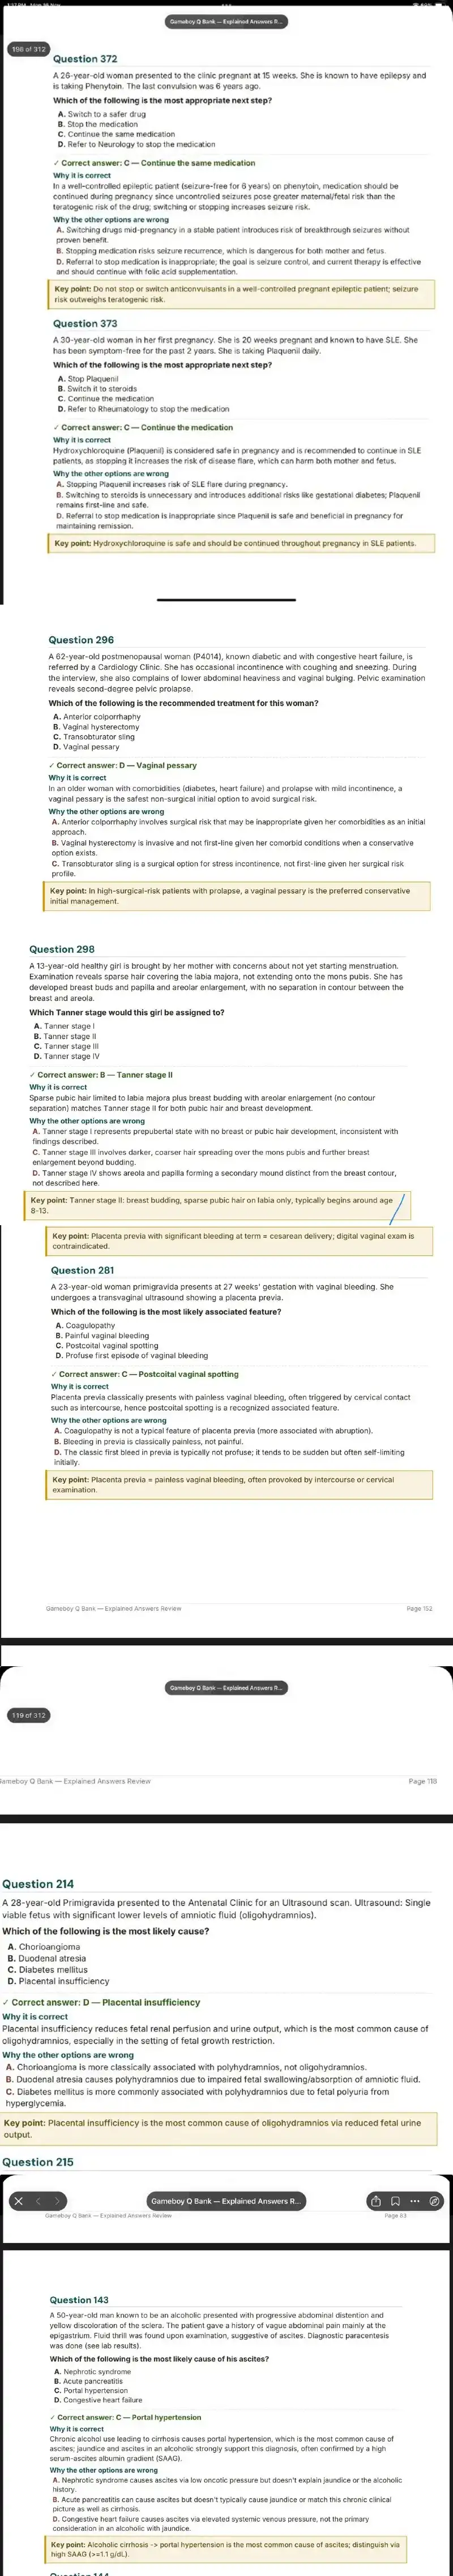 Gameboy Q Bank — Explained Answers R...
198 of 312
Question 372
A 26-year-old woman presented to the clinic pregnant at 15 weeks. She is known to have epilepsy and
is taking Phenytoin. The last convulsion was 6 years ago.
Which of the following is the most appropriate next step?
A. Switch to a safer drug
B. Stop the medication
C. Continue the same medication
D. Refer to Neurology to stop the medication
✓ Correct answer: C — Continue the same medication
Why it is correct
In a well-controlled epileptic patient (seizure-free for 6 years) on phenytoin, medication should be
continued during pregnancy since uncontrolled seizures pose greater maternal/fetal risk than the
teratogenic risk of the drug; switching or stopping increases seizure risk.
Why the other options are wrong
A. Switching drugs mid-pregnancy in a stable patient introduces risk of breakthrough seizures without
proven benefit.
B. Stopping medication risks seizure recurrence, which is dangerous for both mother and fetus.
D. Referral to stop medication is inappropriate; the goal is seizure control, and current therapy is effective
and should continue with folic acid supplementation.
Key point: Do not stop or switch anticonvulsants in a well-controlled pregnant epileptic patient; seizure
risk outweighs teratogenic risk.
Question 373
A 30-year-old woman in her first pregnancy. She is 20 weeks pregnant and known to have SLE. She
has been symptom-free for the past 2 years. She is taking Plaquenil daily.
Which of the following is the most appropriate next step?
A. Stop Plaquenil
B. Switch it to steroids
C. Continue the medication
D. Refer to Rheumatology to stop the medication
✓ Correct answer: C — Continue the medication
Why it is correct
Hydroxychloroquine (Plaquenil) is considered safe in pregnancy and is recommended to continue in SLE
patients, as stopping it increases the risk of disease flare, which can harm both mother and fetus.
Why the other options are wrong
A. Stopping Plaquenil increases risk of SLE flare during pregnancy.
B. Switching to steroids is unnecessary and introduces additional risks like gestational diabetes; Plaquenil
remains first-line and safe.
D. Referral to stop medication is inappropriate since Plaquenil is safe and beneficial in pregnancy for
maintaining remission.
Key point: Hydroxychloroquine is safe and should be continued throughout pregnancy in SLE patients.
Question 296
A 62-year-old postmenopausal woman (P4014), known diabetic and with congestive heart failure, is
referred by a Cardiology Clinic. She has occasional incontinence with coughing and sneezing. During
the interview, she also complains of lower abdominal heaviness and vaginal bulging. Pelvic examination
reveals second-degree pelvic prolapse.
Which of the following is the recommended treatment for this woman?
A. Anterior colporrhaphy
B. Vaginal hysterectomy
C. Transobturator sling
D. Vaginal pessary
✓ Correct answer: D — Vaginal pessary
Why it is correct
In an older woman with comorbidities (diabetes, heart failure) and prolapse with mild incontinence, a
vaginal pessary is the safest non-surgical initial option to avoid surgical risk.
Why the other options are wrong
A. Anterior colporrhaphy involves surgical risk that may be inappropriate given her comorbidities as an initial
approach.
B. Vaginal hysterectomy is invasive and not first-line given her comorbid conditions when a conservative
option exists.
C. Transobturator sling is a surgical option for stress incontinence, not first-line given her surgical risk
profile.
Key point: In high-surgical-risk patients with prolapse, a vaginal pessary is the preferred conservative
initial management.
Question 298
A 13-year-old healthy girl is brought by her mother with concerns about not yet starting menstruation.
Examination reveals sparse hair covering the labia majora, not extending onto the mons pubis. She has
developed breast buds and papilla and areolar enlargement, with no separation in contour between the
breast and areola.
Which Tanner stage would this girl be assigned to?
A. Tanner stage I
B. Tanner stage II
C. Tanner stage III
D. Tanner stage IV
✓ Correct answer: B — Tanner stage II
Why it is correct
Sparse pubic hair limited to labia majora plus breast budding with areolar enlargement (no contour
separation) matches Tanner stage II for both pubic hair and breast development.
Why the other options are wrong
A. Tanner stage I represents prepubertal state with no breast or pubic hair development, inconsistent with
findings described.
C. Tanner stage III involves darker, coarser hair spreading over the mons pubis and further breast
enlargement beyond budding.
D. Tanner stage IV shows areola and papilla forming a secondary mound distinct from the breast contour,
not described here.
Key point: Tanner stage II: breast budding, sparse pubic hair on labia only, typically begins around age
8-13.
Key point: Placenta previa with significant bleeding at term = cesarean delivery; digital vaginal exam is
contraindicated.
Question 281
A 23-year-old woman primigravida presents at 27 weeks' gestation with vaginal bleeding. She
undergoes a transvaginal ultrasound showing a placenta previa.
Which of the following is the most likely associated feature?
A. Coagulopathy
B. Painful vaginal bleeding
C. Postcoital vaginal spotting
D. Profuse first episode of vaginal bleeding
✓ Correct answer: C — Postcoital vaginal spotting
Why it is correct
Placenta previa classically presents with painless vaginal bleeding, often triggered by cervical contact
such as intercourse, hence postcoital spotting is a recognized associated feature.
Why the other options are wrong
A. Coagulopathy is not a typical feature of placenta previa (more associated with abruption).
B. Bleeding in previa is classically painless, not painful.
D. The classic first bleed in previa is typically not profuse; it tends to be sudden but often self-limiting
initially.
Key point: Placenta previa = painless vaginal bleeding, often provoked by intercourse or cervical
examination.
Gameboy Q Bank — Explained Answers Review Page 152
Gameboy Q Bank — Explained Answers R...
119 of 312
Gameboy Q Bank — Explained Answers Review Page 118
Question 214
A 28-year-old Primigravida presented to the Antenatal Clinic for an Ultrasound scan. Ultrasound: Single
viable fetus with significant lower levels of amniotic fluid (oligohydramnios).
Which of the following is the most likely cause?
A. Chorioangioma
B. Duodenal atresia
C. Diabetes mellitus
D. Placental insufficiency
✓ Correct answer: D — Placental insufficiency
Why it is correct
Placental insufficiency reduces fetal renal perfusion and urine output, which is the most common cause of
oligohydramnios, especially in the setting of fetal growth restriction.
Why the other options are wrong
A. Chorioangioma is more classically associated with polyhydramnios, not oligohydramnios.
B. Duodenal atresia causes polyhydramnios due to impaired fetal swallowing/absorption of amniotic fluid.
C. Diabetes mellitus is more commonly associated with polyhydramnios due to fetal polyuria from
hyperglycemia.
Key point: Placental insufficiency is the most common cause of oligohydramnios via reduced fetal urine
output.
Question 215
Gameboy Q Bank — Explained Answers R...
Gameboy Q Bank — Explained Answers Review Page 83
Question 143
A 50-year-old man known to be an alcoholic presented with progressive abdominal distention and
yellow discoloration of the sclera. The patient gave a history of vague abdominal pain mainly at the
epigastrium. Fluid thrill was found upon examination, suggestive of ascites. Diagnostic paracentesis
was done (see lab results).
Which of the following is the most likely cause of his ascites?
A. Nephrotic syndrome
B. Acute pancreatitis
C. Portal hypertension
D. Congestive heart failure
✓ Correct answer: C — Portal hypertension
Why it is correct
Chronic alcohol use leading to cirrhosis causes portal hypertension, which is the most common cause of
ascites; jaundice and ascites in an alcoholic strongly support this diagnosis, often confirmed by a high
serum-ascites albumin gradient (SAAG).
Why the other options are wrong
A. Nephrotic syndrome causes ascites via low oncotic pressure but doesn't explain jaundice or the alcoholic
history.
B. Acute pancreatitis can cause ascites but doesn't typically cause jaundice or match this chronic clinical
picture as well as cirrhosis.
D. Congestive heart failure causes ascites via elevated systemic venous pressure, not the primary
consideration in an alcoholic with jaundice.
Key point: Alcoholic cirrhosis -> portal hypertension is the most common cause of ascites; distinguish via
high SAAG (>=1.1 g/dL).